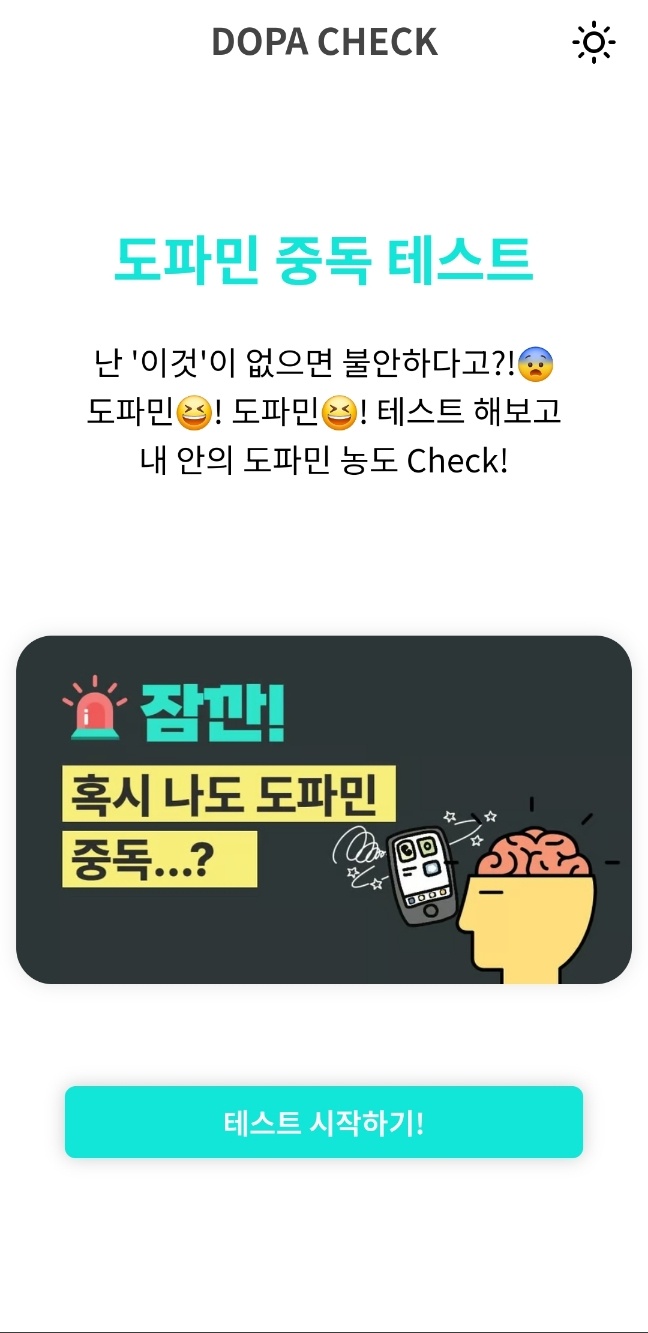 DOPA CHECK
도파민 중독 테스트
난 '이것'이 없으면 불안하다고?!😨
도파민😆! 도파민😆! 테스트 해보고
내 안의 도파민 농도 Check!
잠깐!
혹시 나도 도파민
중독...?
테스트 시작하기!